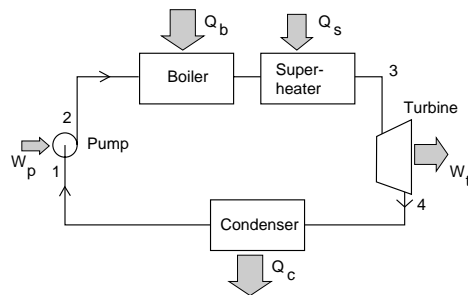 Q_b
Q_s
Boiler
Super-
heater
3
2
Turbine
Pump
W_p
1
W_t
4
Condenser
Q_c